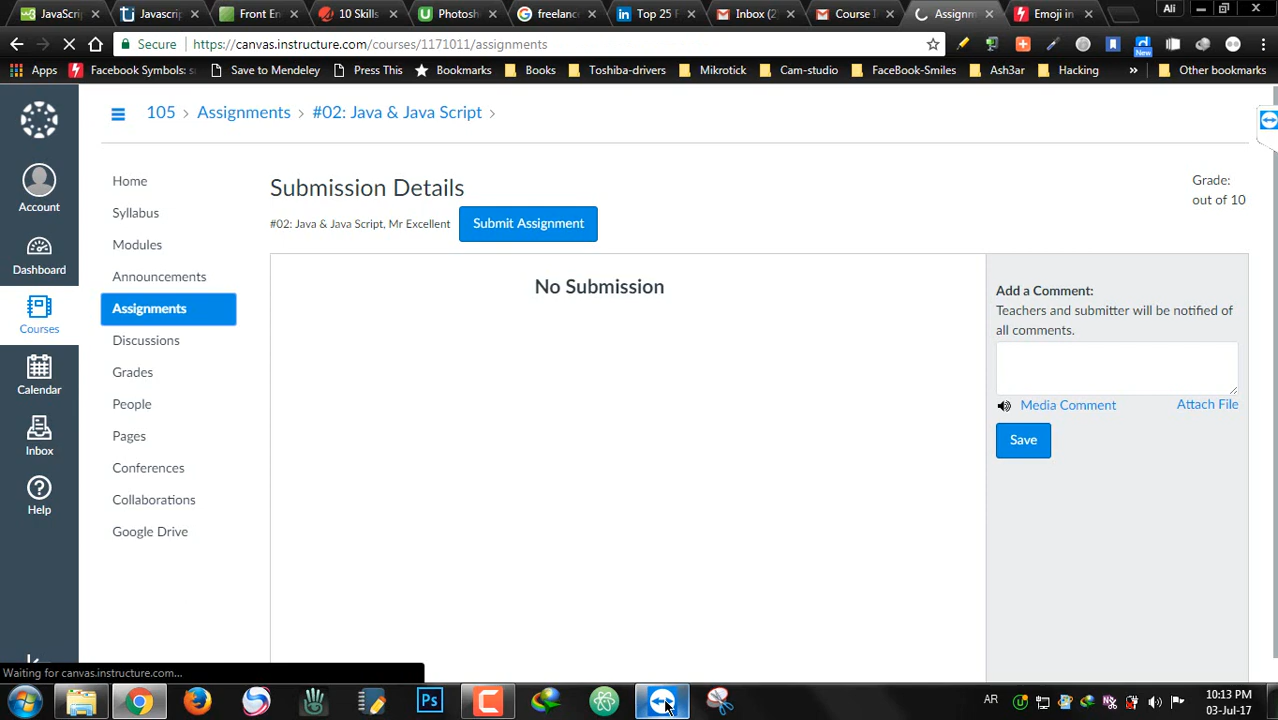 JavaScri
Javascri
Front En
10 Skills
Photosh
freelanc
Top 25 F
Inbox (2
Course I
Assignm
Emoji in
Ali
Secure
https://canvas.instructure.com/courses/1171011/assignments
New
Apps
Facebook Symbols: s
Save to Mendeley
Press This
Bookmarks
Books
Toshiba-drivers
Mikrotick
Cam-studio
FaceBook-Smiles
Ash3ar
Hacking
»
Other bookmarks
105 > Assignments > #02: Java & Java Script >
Account
Dashboard
Courses
Calendar
Inbox
Help
Home
Syllabus
Modules
Announcements
Assignments
Discussions
Grades
People
Pages
Conferences
Collaborations
Google Drive
Submission Details
#02: Java & Java Script, Mr Excellent
Submit Assignment
Grade:
out of 10
No Submission
Add a Comment:
Teachers and submitter will be notified of
all comments.
Media Comment
Attach File
Save
Waiting for canvas.instructure.com...
Ps
AR
10:13 PM
03-Jul-17